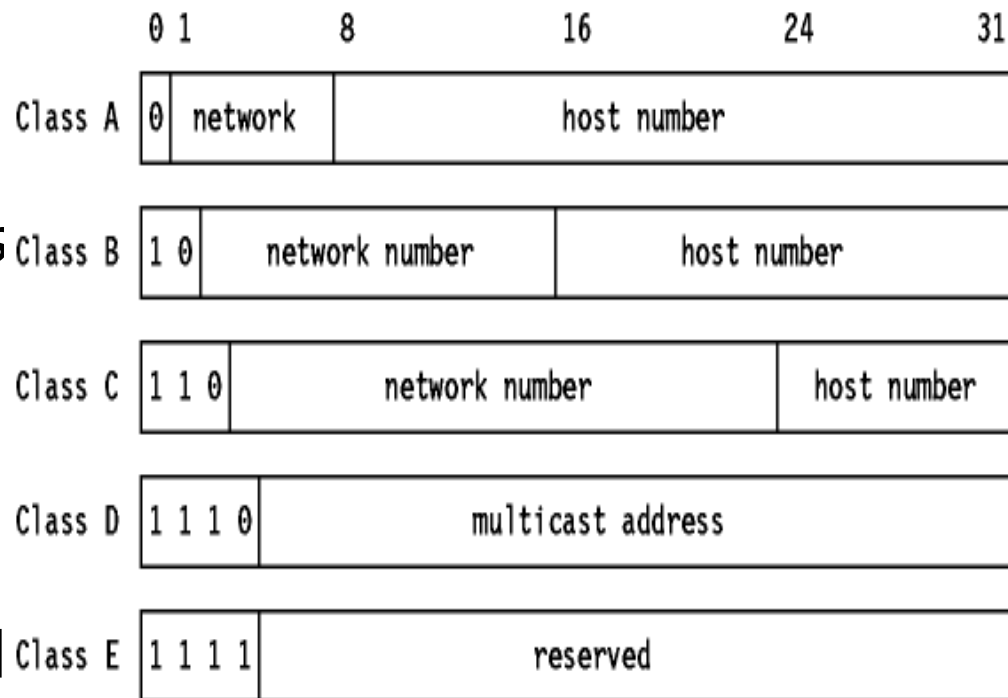 0 1 8 16 24 31
Class A 0 network host number
Class B 1 0 network number host number
Class C 1 1 0 network number host number
Class D 1 1 1 0 multicast address
Class E 1 1 1 1 reserved